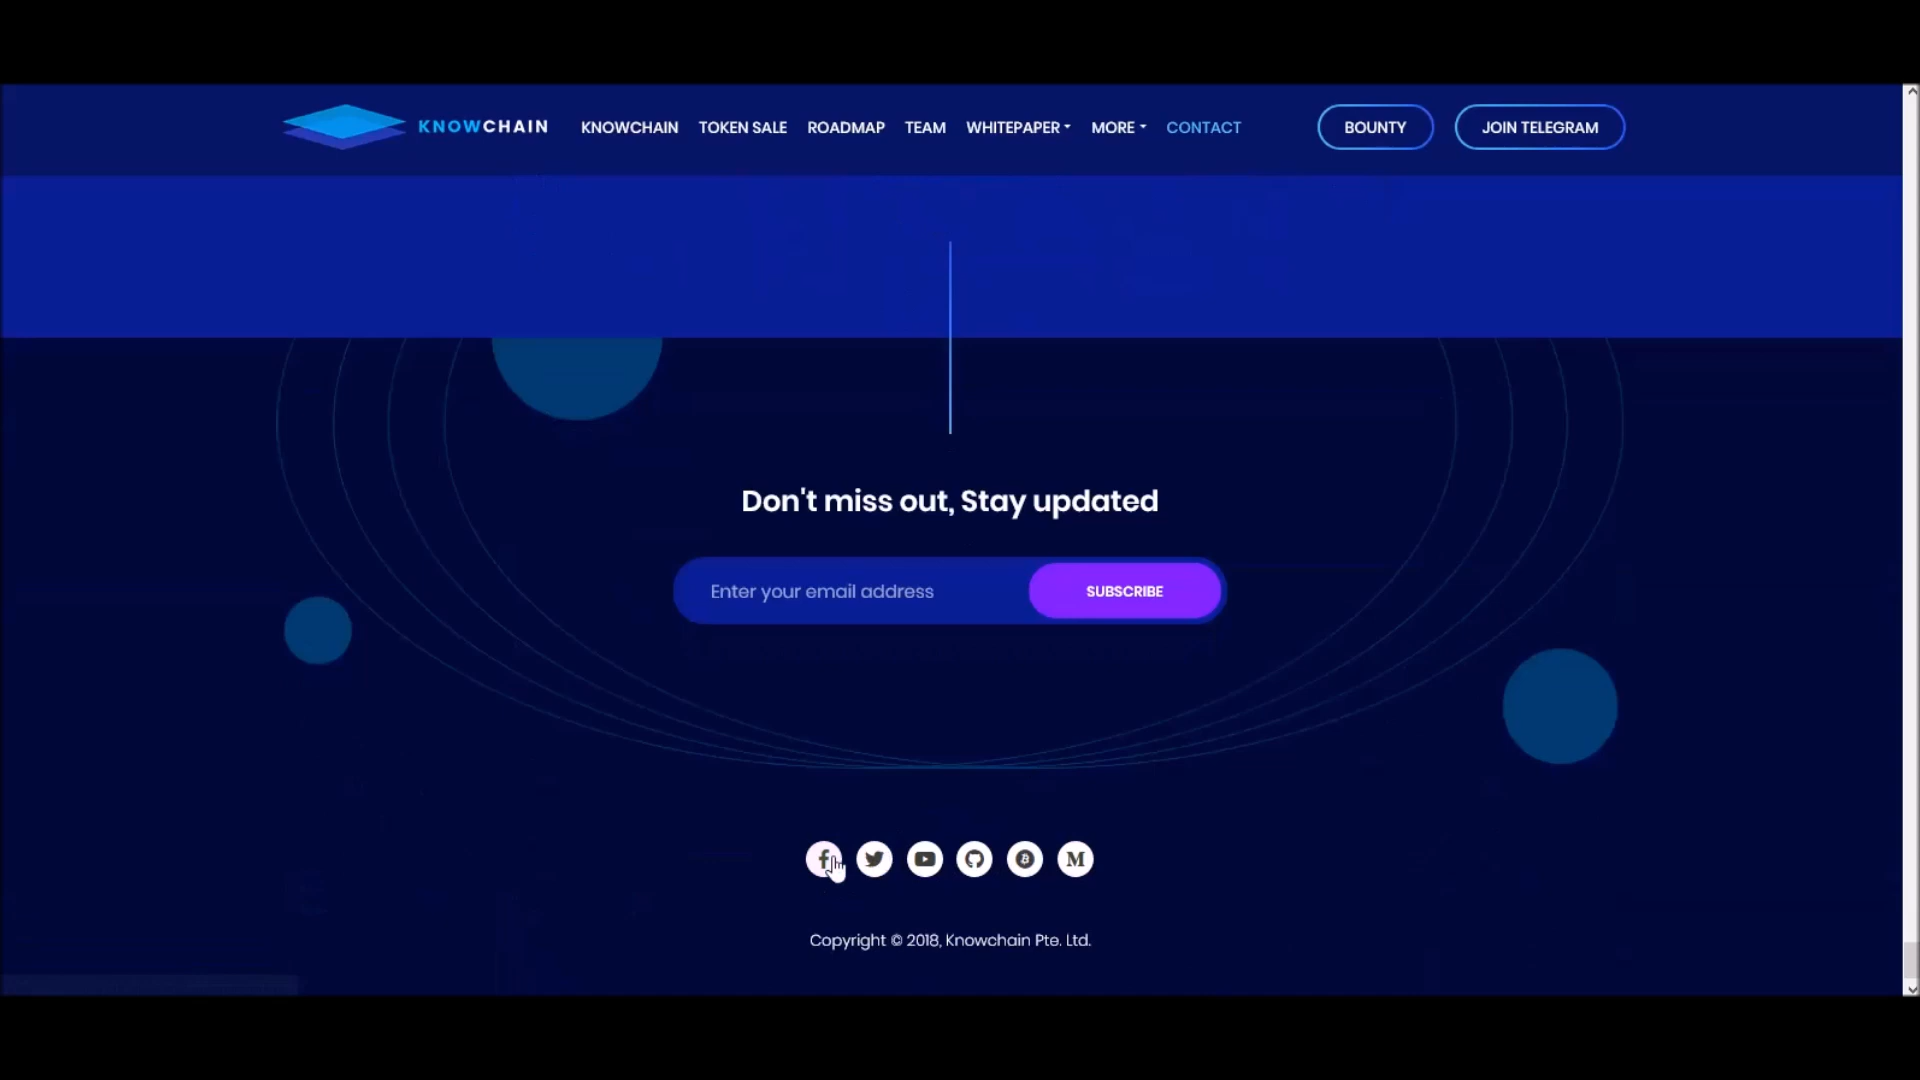 KNOWCHAIN KNOWCHAIN TOKEN SALE ROADMAP TEAM WHITEPAPER MORE CONTACT BOUNTY JOIN TELEGRAM
Don't miss out, Stay updated
Enter your email address SUBSCRIBE
Copyright © 2018, Knowchain Pte. Ltd.